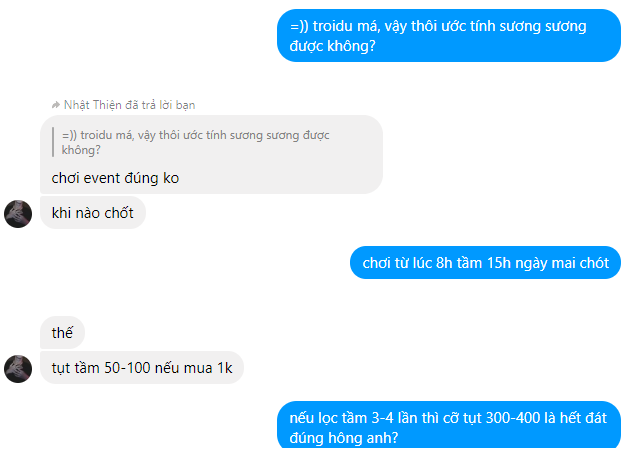 =)) troidu má, vậy thôi ước tính sương sương
được không?
Nhật Thiện đã trả lời bạn
=)) troidu má, vậy thôi ước tính sương sương được
không?
chơi event đúng ko
khi nào chốt
chơi từ lúc 8h tầm 15h ngày mai chót
thế
tụt tầm 50-100 nếu mua 1k
nếu lọc tầm 3-4 lần thì cỡ tụt 300-400 là hết đát
đúng hông anh?